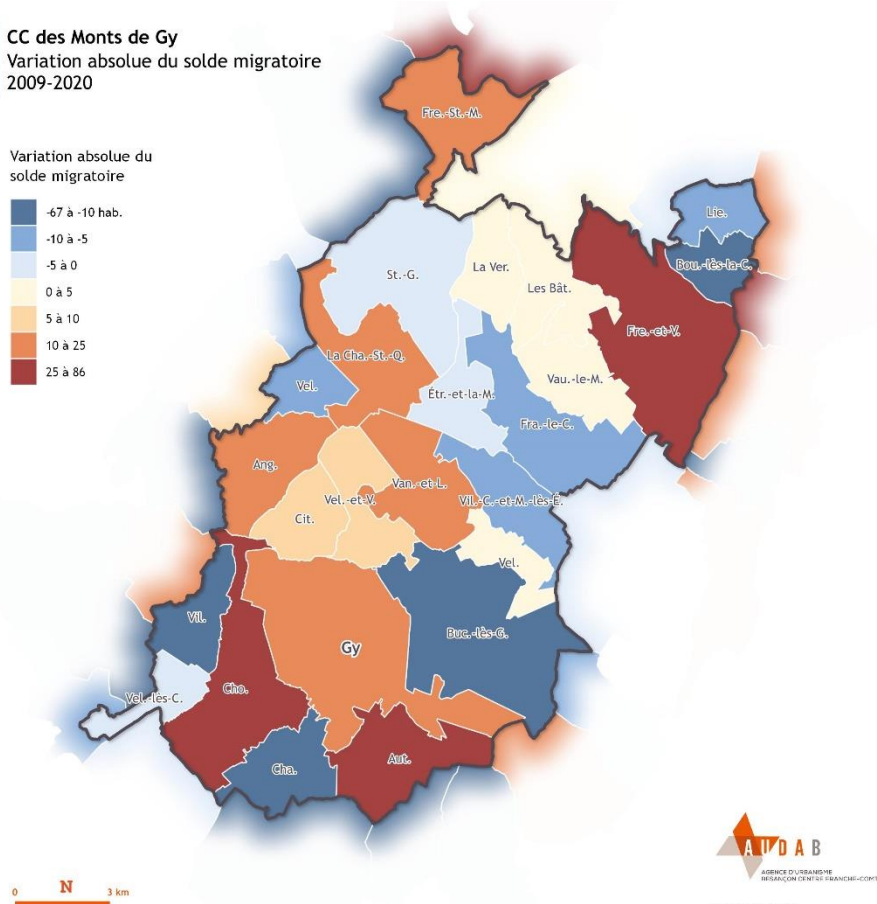 CC des Monts de Gy
Variation absolue du solde migratoire
2009-2020
Variation absolue du
solde migratoire
-67 à -10 hab.
-10 à -5
-5 à 0
0 à 5
5 à 10
10 à 25
25 à 86
Fre.-St.-M.
Lie.
Bou.-lès-la-C.
St.-G.
La Ver.
Les Bât.
Fre.-et-V.
La Cha.-St.-Q.
Vau.-le-M.
Vel.
Étr.-et-la-M.
Fra.-le-C.
Ang.
Vel.-et-V.
Van.-et-L.
Vil.-C.-et-M.-lès-É.
Cit.
Vel.
Vil.
Buc.-lès-G.
Gy
Vel.-lès-C.
Cho.
Aut.
Cha.
0 N 3 km
AUDAB
AGENCE D'URBANISME
BESANÇON CENTRE FRANCHE-COMTÉ